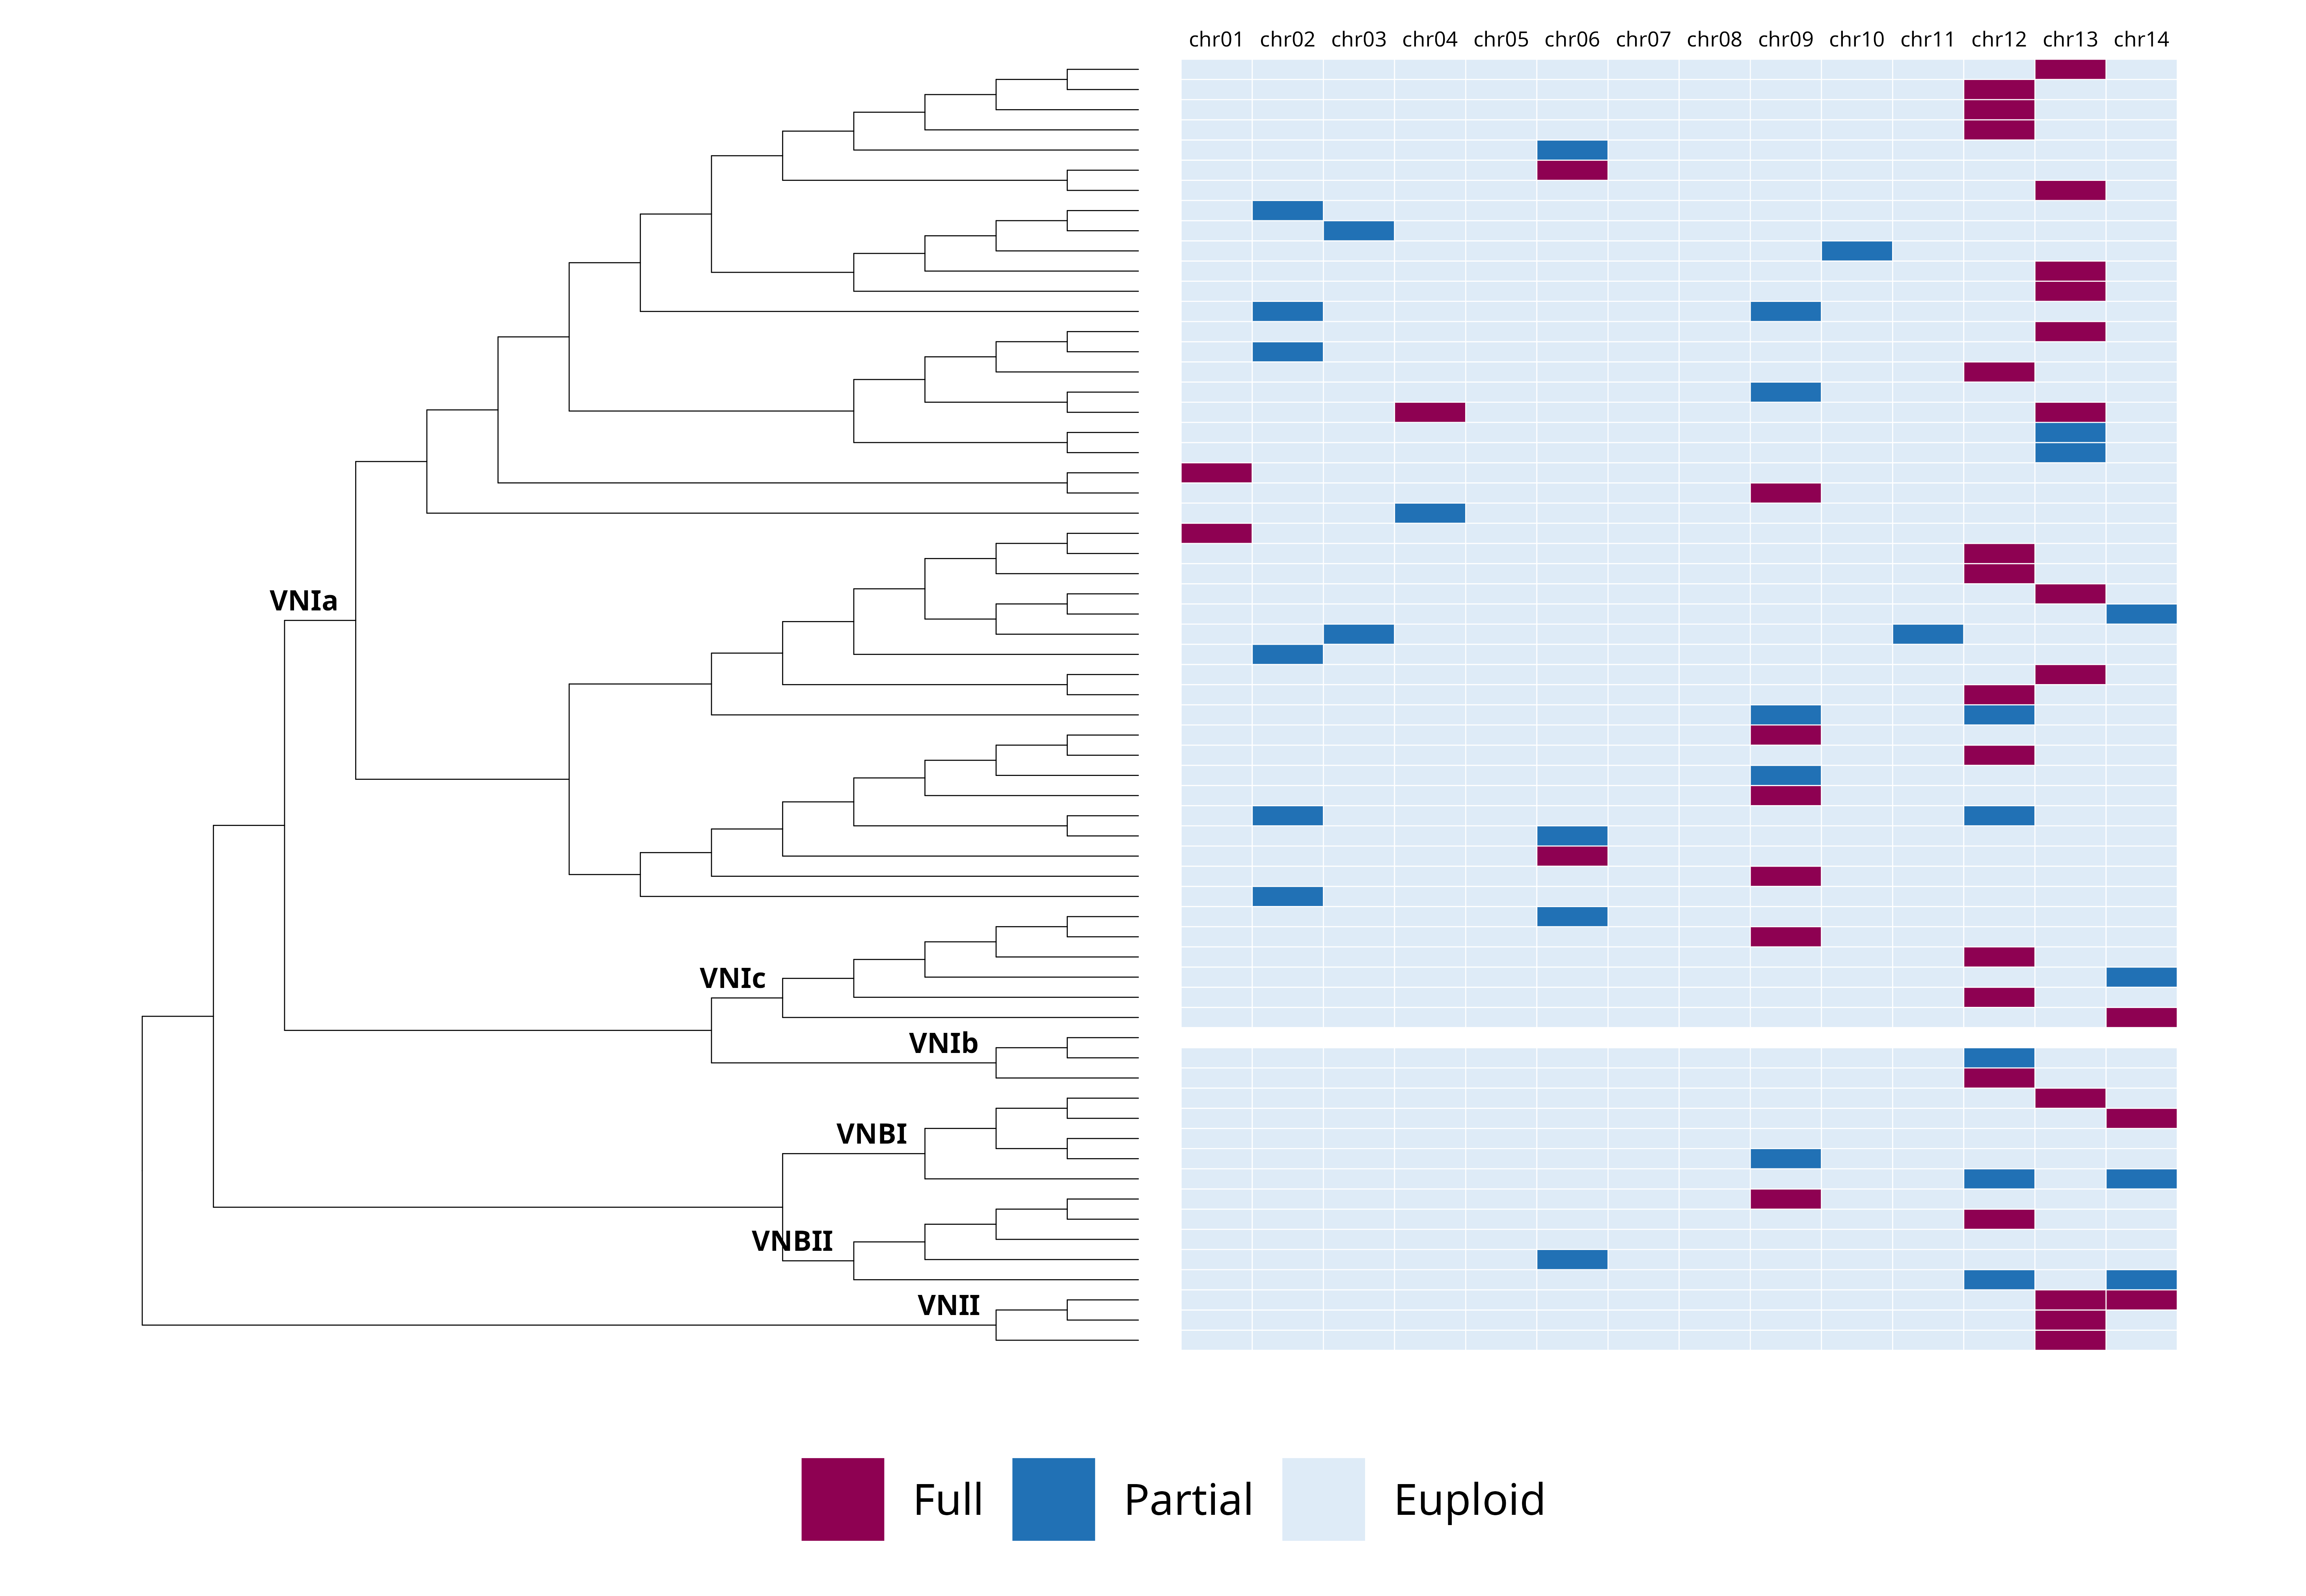 chr01 chr02 chr03 chr04 chr05 chr06 chr07 chr08 chr09 chr10 chr11 chr12 chr13 chr14
VNIa
VNIc
VNIb
VNBI
VNBII
VNII
Full Partial Euploid